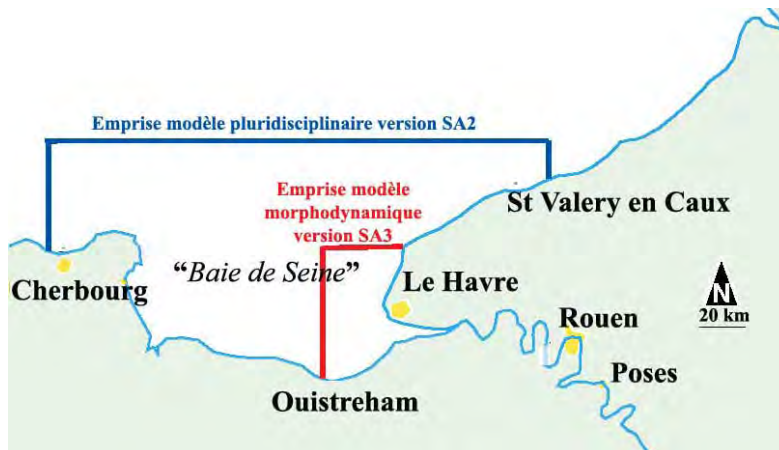 Emprise modèle pluridisciplinaire version SA2
Emprise modèle
morphodynamique
version SA3
St Valery en Caux
“Baie de Seine”
Cherbourg
Le Havre
N
20 km
Rouen
Poses
Ouistreham